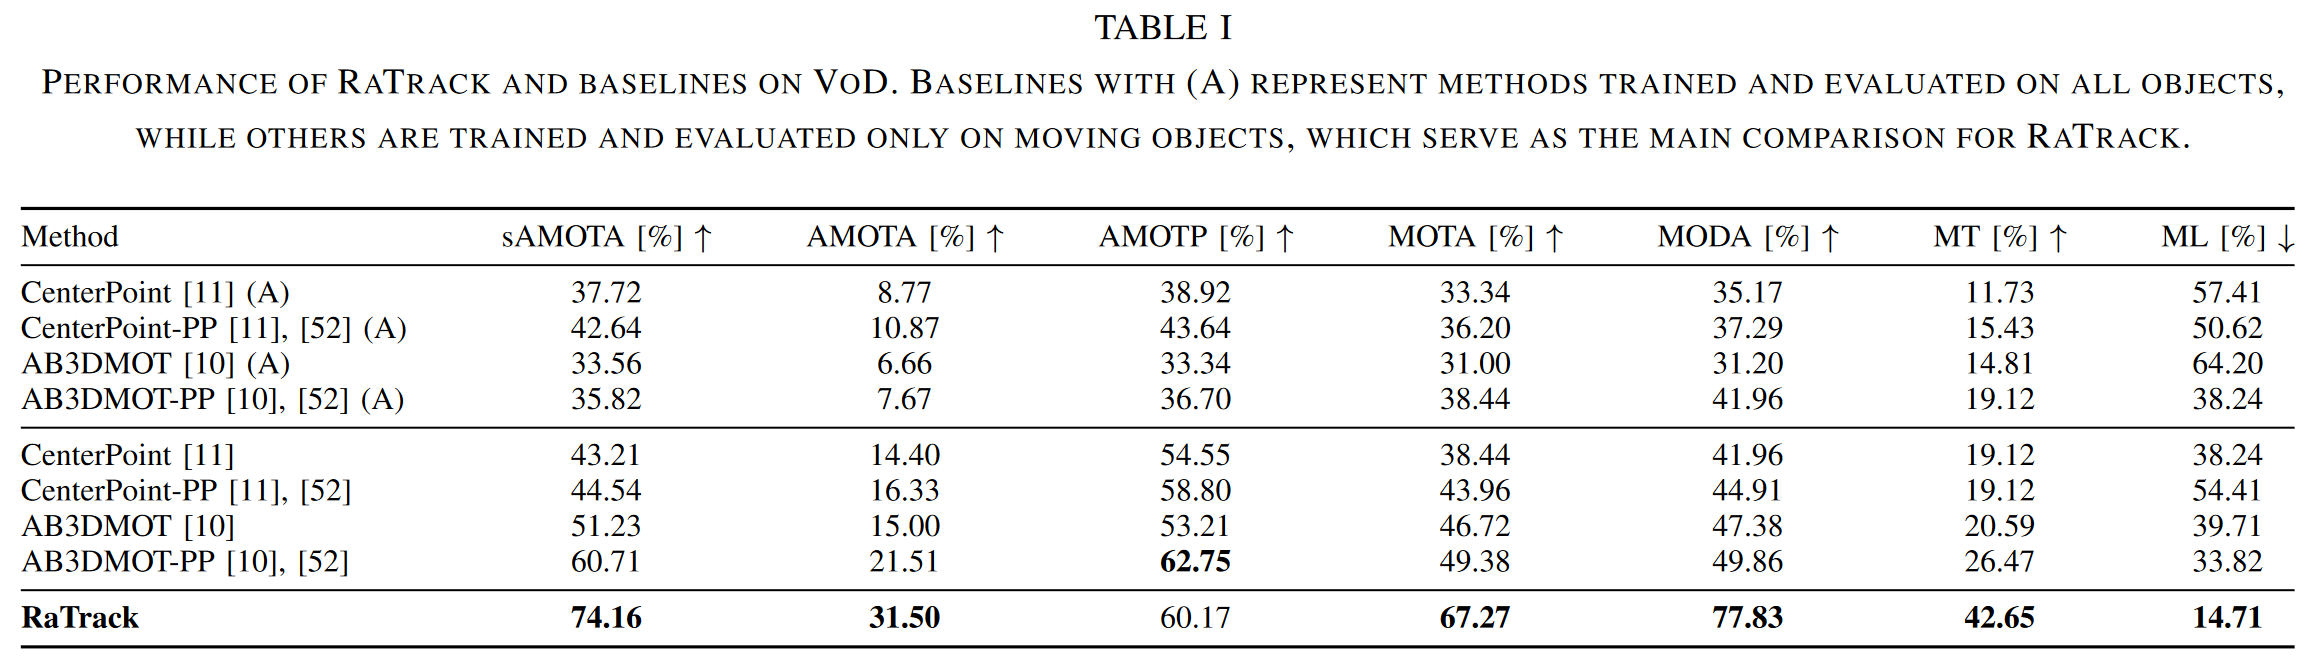 TABLE I
PERFORMANCE OF RATRACK AND BASELINES ON VOD. BASELINES WITH (A) REPRESENT METHODS TRAINED AND EVALUATED ON ALL OBJECTS,
WHILE OTHERS ARE TRAINED AND EVALUATED ONLY ON MOVING OBJECTS, WHICH SERVE AS THE MAIN COMPARISON FOR RATRACK.
Method sAMOTA [%] ↑ AMOTA [%] ↑ AMOTP [%] ↑ MOTA [%] ↑ MODA [%] ↑ MT [%] ↑ ML [%] ↓
CenterPoint [11] (A) 37.72 8.77 38.92 33.34 35.17 11.73 57.41
CenterPoint-PP [11], [52] (A) 42.64 10.87 43.64 36.20 37.29 15.43 50.62
AB3DMOT [10] (A) 33.56 6.66 33.34 31.00 31.20 14.81 64.20
AB3DMOT-PP [10], [52] (A) 35.82 7.67 36.70 38.44 41.96 19.12 38.24
CenterPoint [11] 43.21 14.40 54.55 38.44 41.96 19.12 38.24
CenterPoint-PP [11], [52] 44.54 16.33 58.80 43.96 44.91 19.12 54.41
AB3DMOT [10] 51.23 15.00 53.21 46.72 47.38 20.59 39.71
AB3DMOT-PP [10], [52] 60.71 21.51 62.75 49.38 49.86 26.47 33.82
RaTrack 74.16 31.50 60.17 67.27 77.83 42.65 14.71